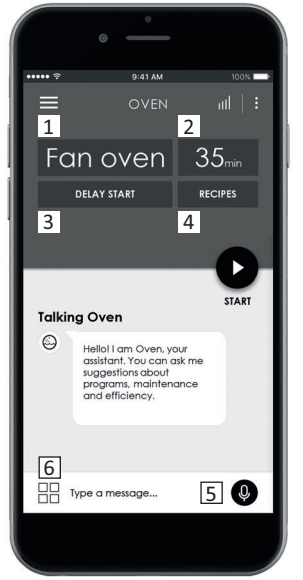 9:41 AM 100%
OVEN
1 2
Fan oven 35min
DELAY START RECIPES
3 4
START
Talking Oven
Hello! I am Oven, your
assistant. You can ask me
suggestions about
programs, maintenance
and efficiency.
6
Type a message... 5